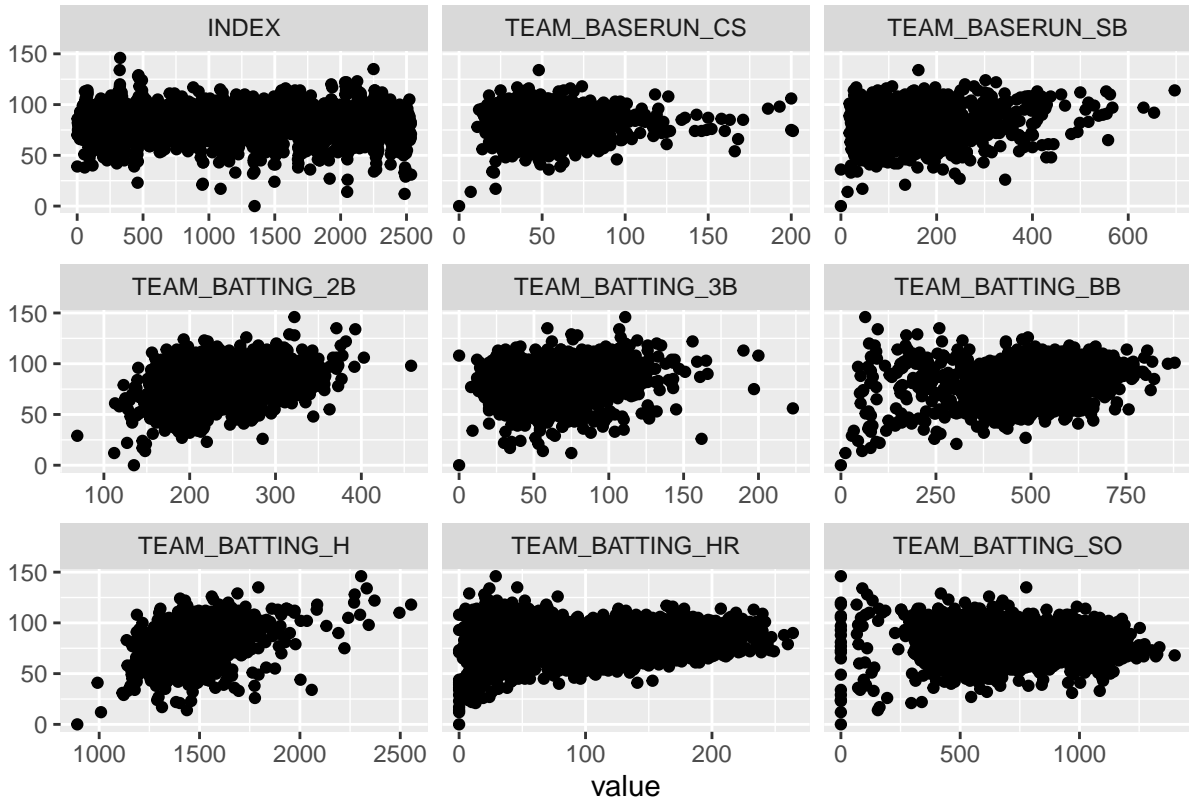 INDEX TEAM_BASERUN_CS TEAM_BASERUN_SB
150
100
50
0
0 500 1000 1500 2000 2500 0 50 100 150 200 0 200 400 600
TEAM_BATTING_2B TEAM_BATTING_3B TEAM_BATTING_BB
150
100
50
0
100 200 300 400 0 50 100 150 200 0 250 500 750
TEAM_BATTING_H TEAM_BATTING_HR TEAM_BATTING_SO
150
100
50
0
1000 1500 2000 2500 0 100 200 0 500 1000
value